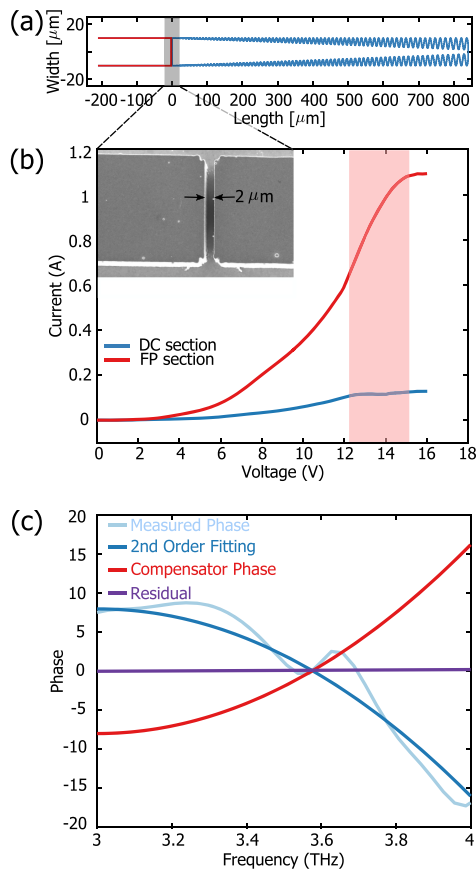 (a)
Width [μm]
20
-20
-200 -100 0 100 200 300 400 500 600 700 800
Length [μm]
(b)
1.2
1
0.8
0.6
0.4
0.2
0
Current (A)
2 μm
DC section
FP section
0 2 4 6 8 10 12 14 16 18
Voltage (V)
(c)
20
15
10
5
0
-5
-10
-15
-20
Phase
Measured Phase
2nd Order Fitting
Compensator Phase
Residual
3 3.2 3.4 3.6 3.8 4
Frequency (THz)